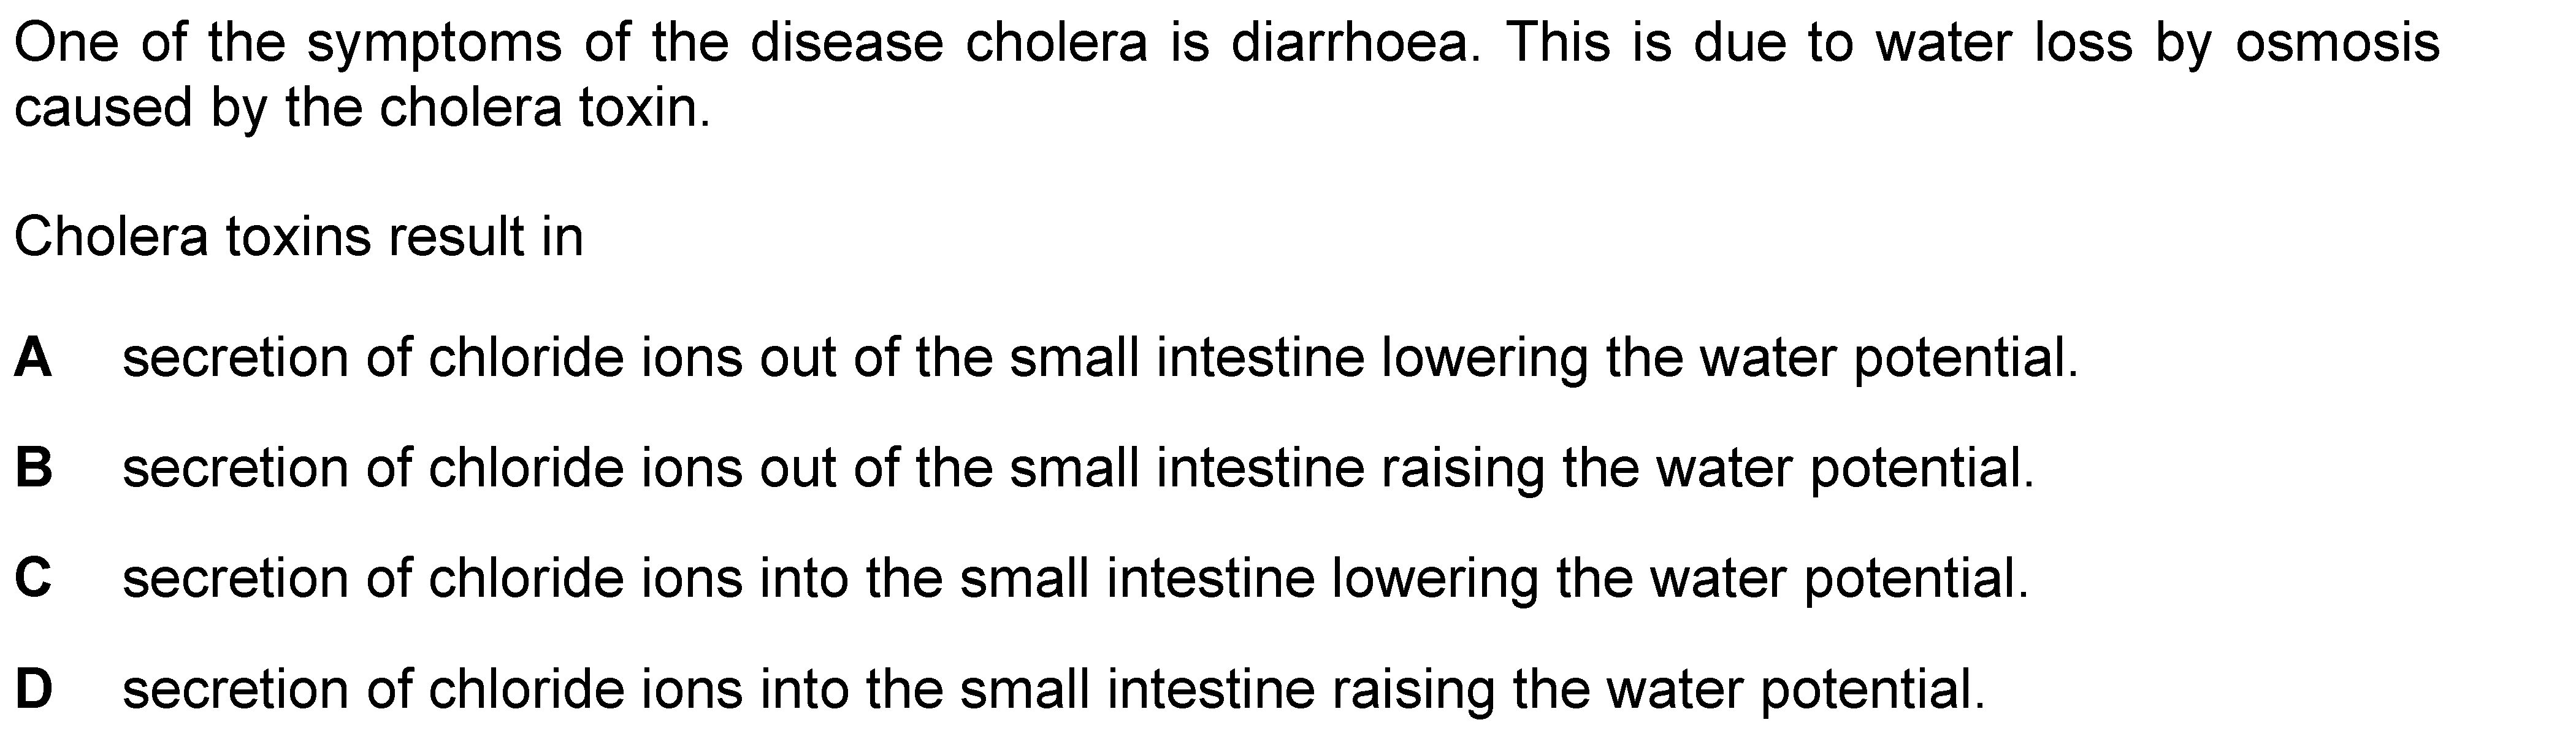 One of the symptoms of the disease cholera is diarrhoea. This is due to water loss by osmosis
caused by the cholera toxin.
Cholera toxins result in
A secretion of chloride ions out of the small intestine lowering the water potential.
B secretion of chloride ions out of the small intestine raising the water potential.
C secretion of chloride ions into the small intestine lowering the water potential.
D secretion of chloride ions into the small intestine raising the water potential.